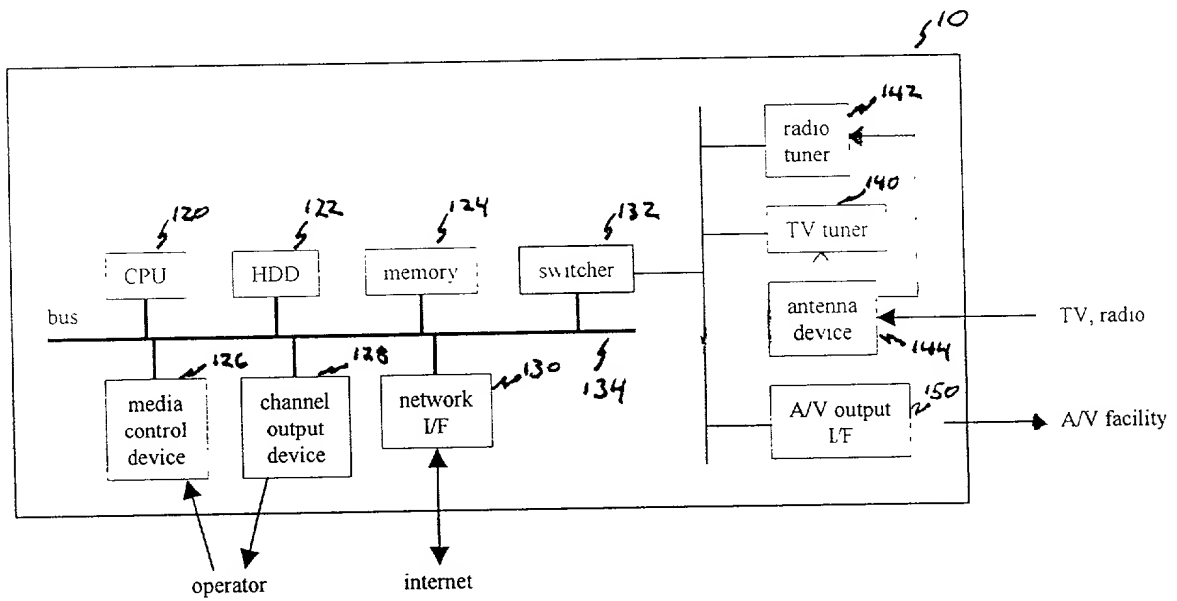 10
142
radio
tuner
140
TV tuner
120
122
124
132
CPU
HDD
memory
switcher
antenna
device
TV, radio
144
bus
126
128
130
134
media
control
device
channel
output
device
network
I/F
A/V output
I/F
150
A/V facility
operator
internet